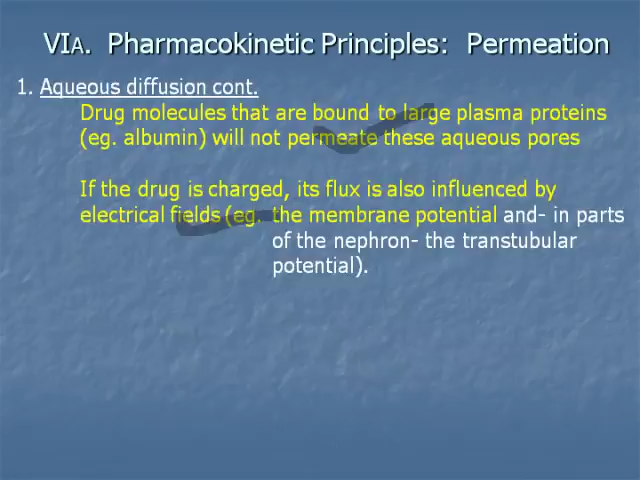 VIA. Pharmacokinetic Principles: Permeation
1. Aqueous diffusion cont.
Drug molecules that are bound to large plasma proteins
(eg. albumin) will not permeate these aqueous pores
If the drug is charged, its flux is also influenced by
electrical fields (eg. the membrane potential and- in parts
of the nephron- the transtubular
potential).